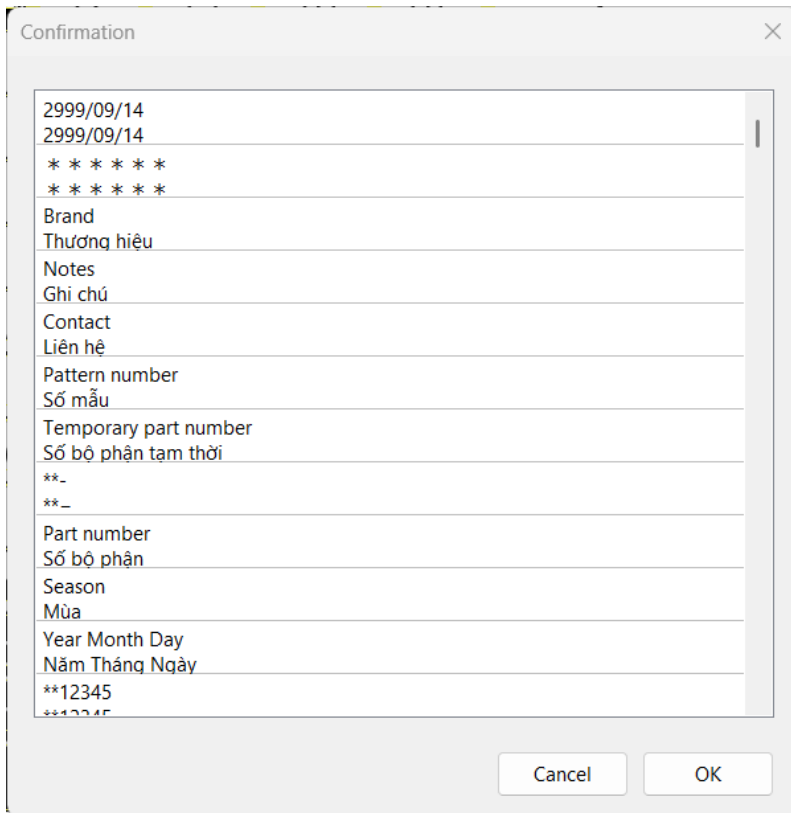 Confirmation
2999/09/14
2999/09/14
＊＊＊＊＊＊
＊＊＊＊＊＊
Brand
Thương hiệu
Notes
Ghi chú
Contact
Liên hệ
Pattern number
Số mẫu
Temporary part number
Số bộ phận tạm thời
**-
**–
Part number
Số bộ phận
Season
Mùa
Year Month Day
Năm Tháng Ngày
**12345
**12345
Cancel
OK